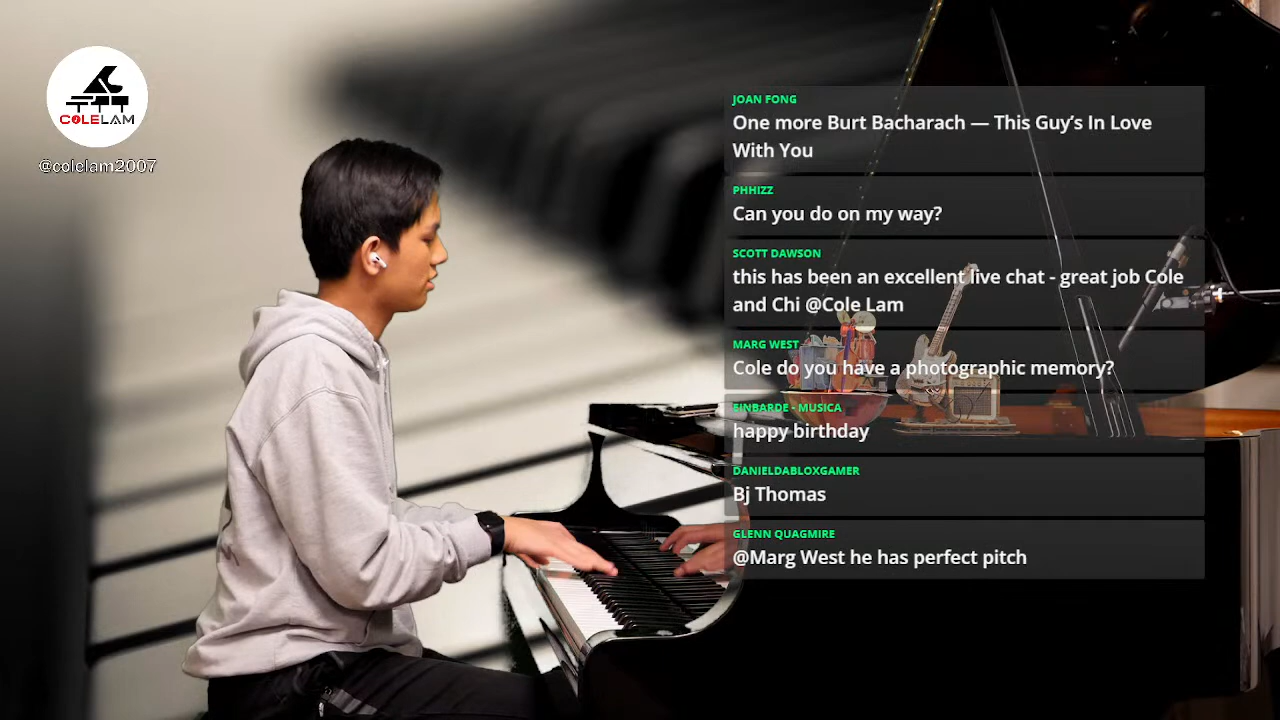 COLELAM
@colelam2007
JOAN FONG
One more Burt Bacharach — This Guy’s In Love
With You
PHHIZZ
Can you do on my way?
SCOTT DAWSON
this has been an excellent live chat - great job Cole
and Chi @Cole Lam
MARG WEST
Cole do you have a photographic memory?
EINBARDE - MUSICA
happy birthday
DANIELDABLOXGAMER
Bj Thomas
GLENN QUAGMIRE
@Marg West he has perfect pitch